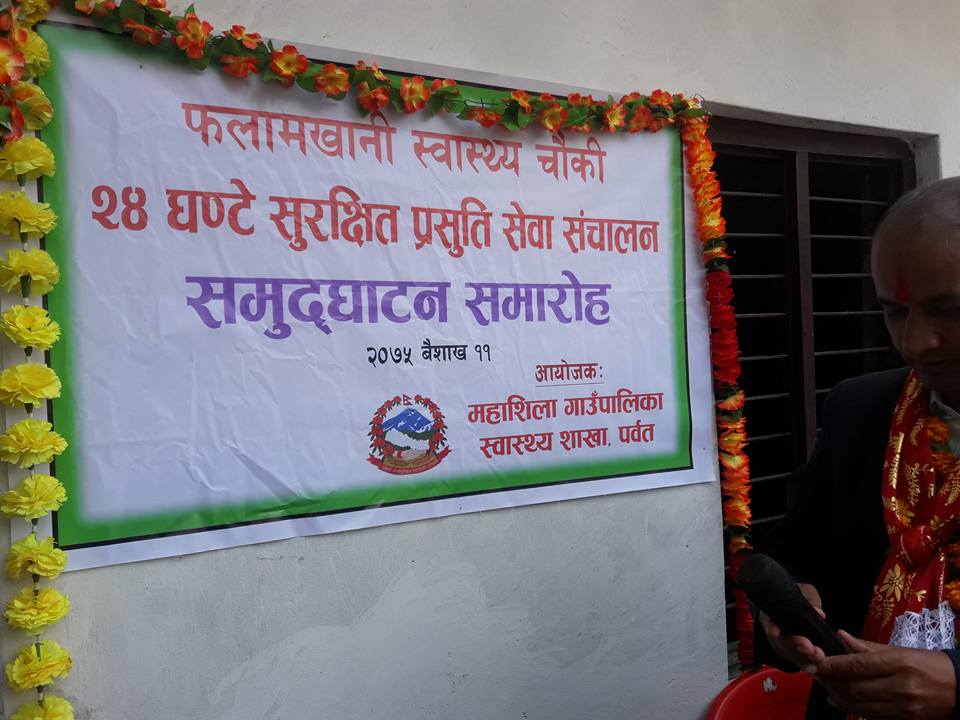 फलामखानी स्वास्थ्य चौकी
२४ घण्टे सुरक्षित प्रसुति सेवा संचालन
समुद्घाटन समारोह
२०७५ बैशाख ११
आयोजकः
महाशिला गाउँपालिका
स्वास्थ्य शाखा, पर्वत